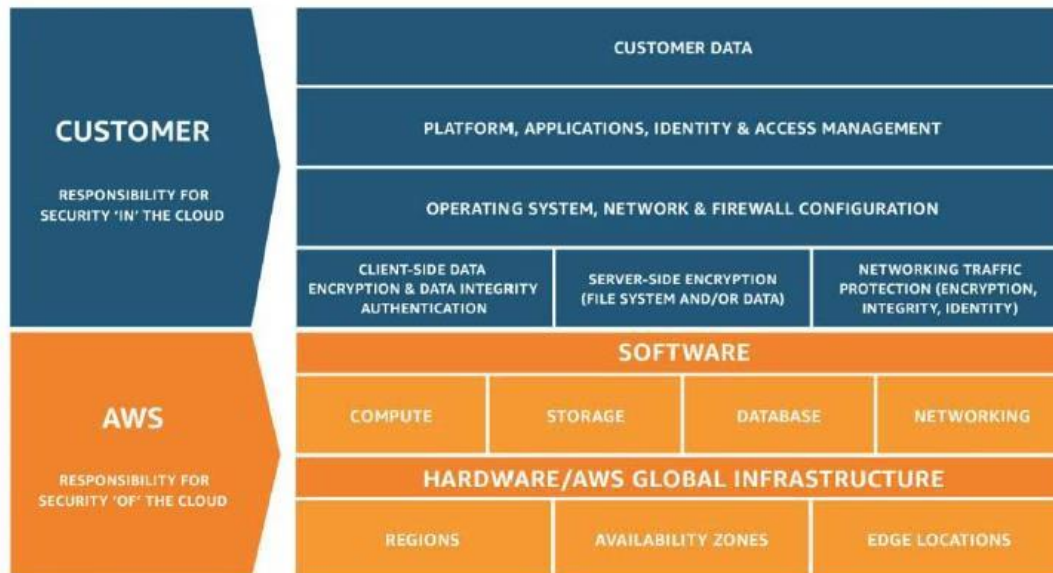 CUSTOMER
RESPONSIBILITY FOR
SECURITY ‘IN’ THE CLOUD
CUSTOMER DATA
PLATFORM, APPLICATIONS, IDENTITY & ACCESS MANAGEMENT
OPERATING SYSTEM, NETWORK & FIREWALL CONFIGURATION
CLIENT-SIDE DATA
ENCRYPTION & DATA INTEGRITY
AUTHENTICATION
SERVER-SIDE ENCRYPTION
(FILE SYSTEM AND/OR DATA)
NETWORKING TRAFFIC
PROTECTION (ENCRYPTION,
INTEGRITY, IDENTITY)
AWS
RESPONSIBILITY FOR
SECURITY ‘OF’ THE CLOUD
SOFTWARE
COMPUTE
STORAGE
DATABASE
NETWORKING
HARDWARE/AWS GLOBAL INFRASTRUCTURE
REGIONS
AVAILABILITY ZONES
EDGE LOCATIONS